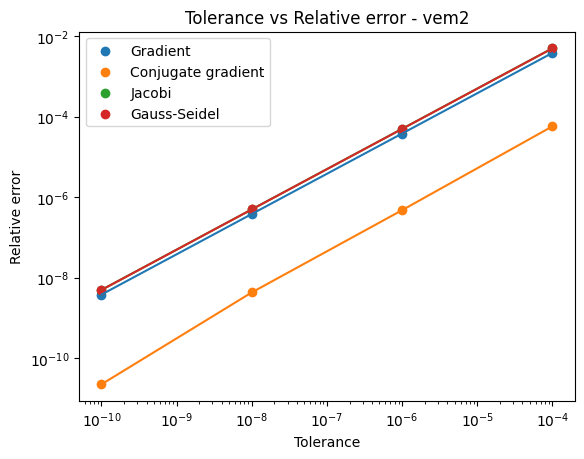 Tolerance vs Relative error - vem2
Gradient
Conjugate gradient
Jacobi
Gauss-Seidel
Relative error
10⁻²
10⁻⁴
10⁻⁶
10⁻⁸
10⁻¹⁰
10⁻¹⁰ 10⁻⁹ 10⁻⁸ 10⁻⁷ 10⁻⁶ 10⁻⁵ 10⁻⁴
Tolerance